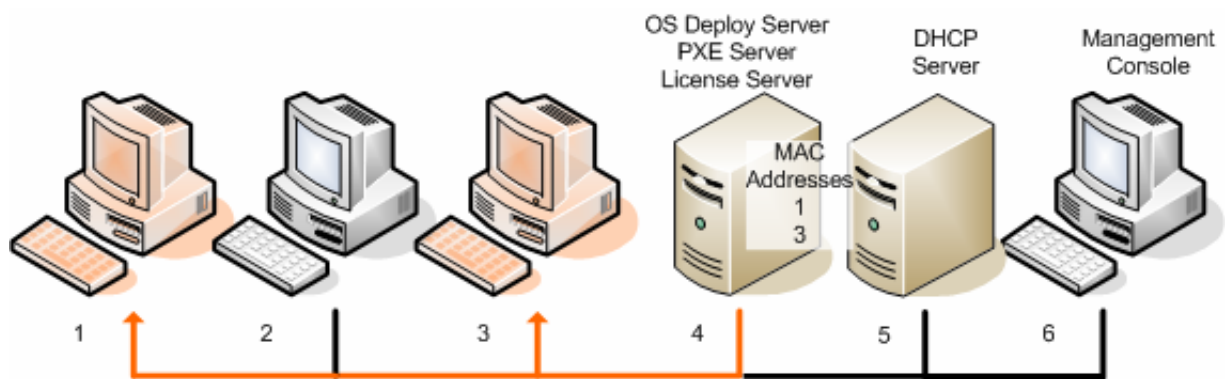 OS Deploy Server
PXE Server
License Server
DHCP
Server
Management
Console
MAC
Addresses
1
3
1
2
3
4
5
6